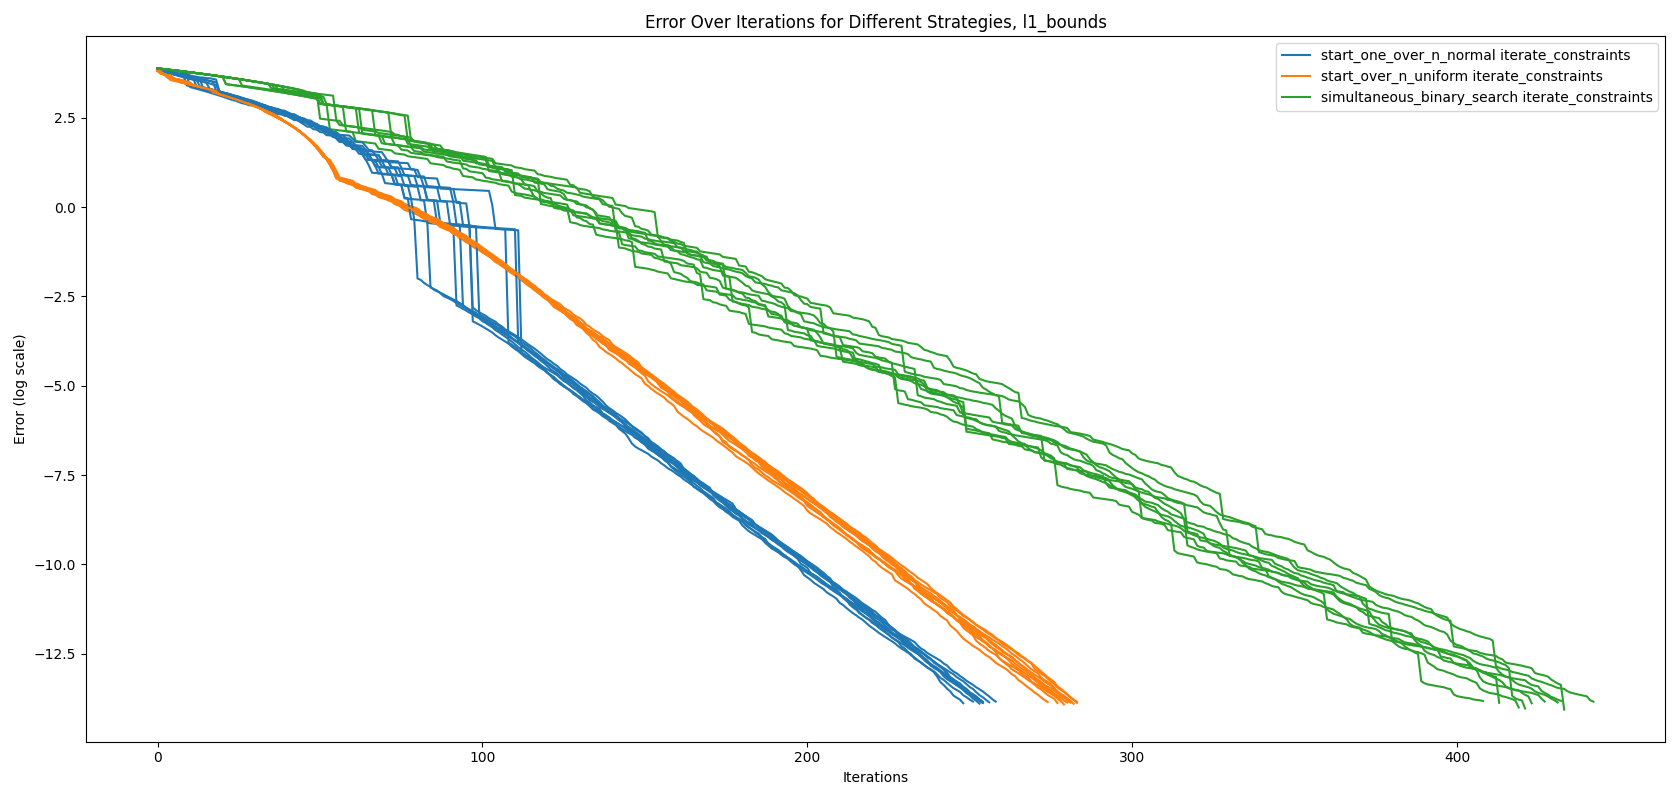 Error Over Iterations for Different Strategies, l1_bounds
start_one_over_n_normal iterate_constraints
start_over_n_uniform iterate_constraints
simultaneous_binary_search iterate_constraints
Error (log scale)
2.5
0.0
−2.5
−5.0
−7.5
−10.0
−12.5
0
100
200
300
400
Iterations